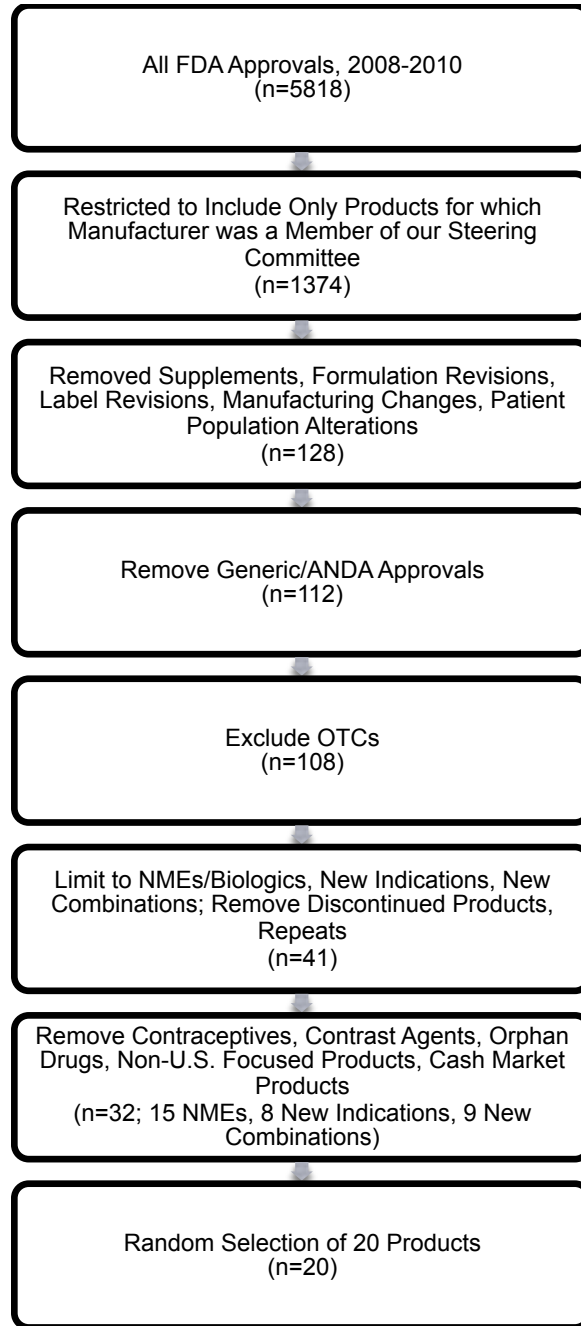 All FDA Approvals, 2008-2010
(n=5818)
Restricted to Include Only Products for which
Manufacturer was a Member of our Steering
Committee
(n=1374)
Removed Supplements, Formulation Revisions,
Label Revisions, Manufacturing Changes, Patient
Population Alterations
(n=128)
Remove Generic/ANDA Approvals
(n=112)
Exclude OTCs
(n=108)
Limit to NMEs/Biologics, New Indications, New
Combinations; Remove Discontinued Products,
Repeats
(n=41)
Remove Contraceptives, Contrast Agents, Orphan
Drugs, Non-U.S. Focused Products, Cash Market
Products
(n=32; 15 NMEs, 8 New Indications, 9 New
Combinations)
Random Selection of 20 Products
(n=20)